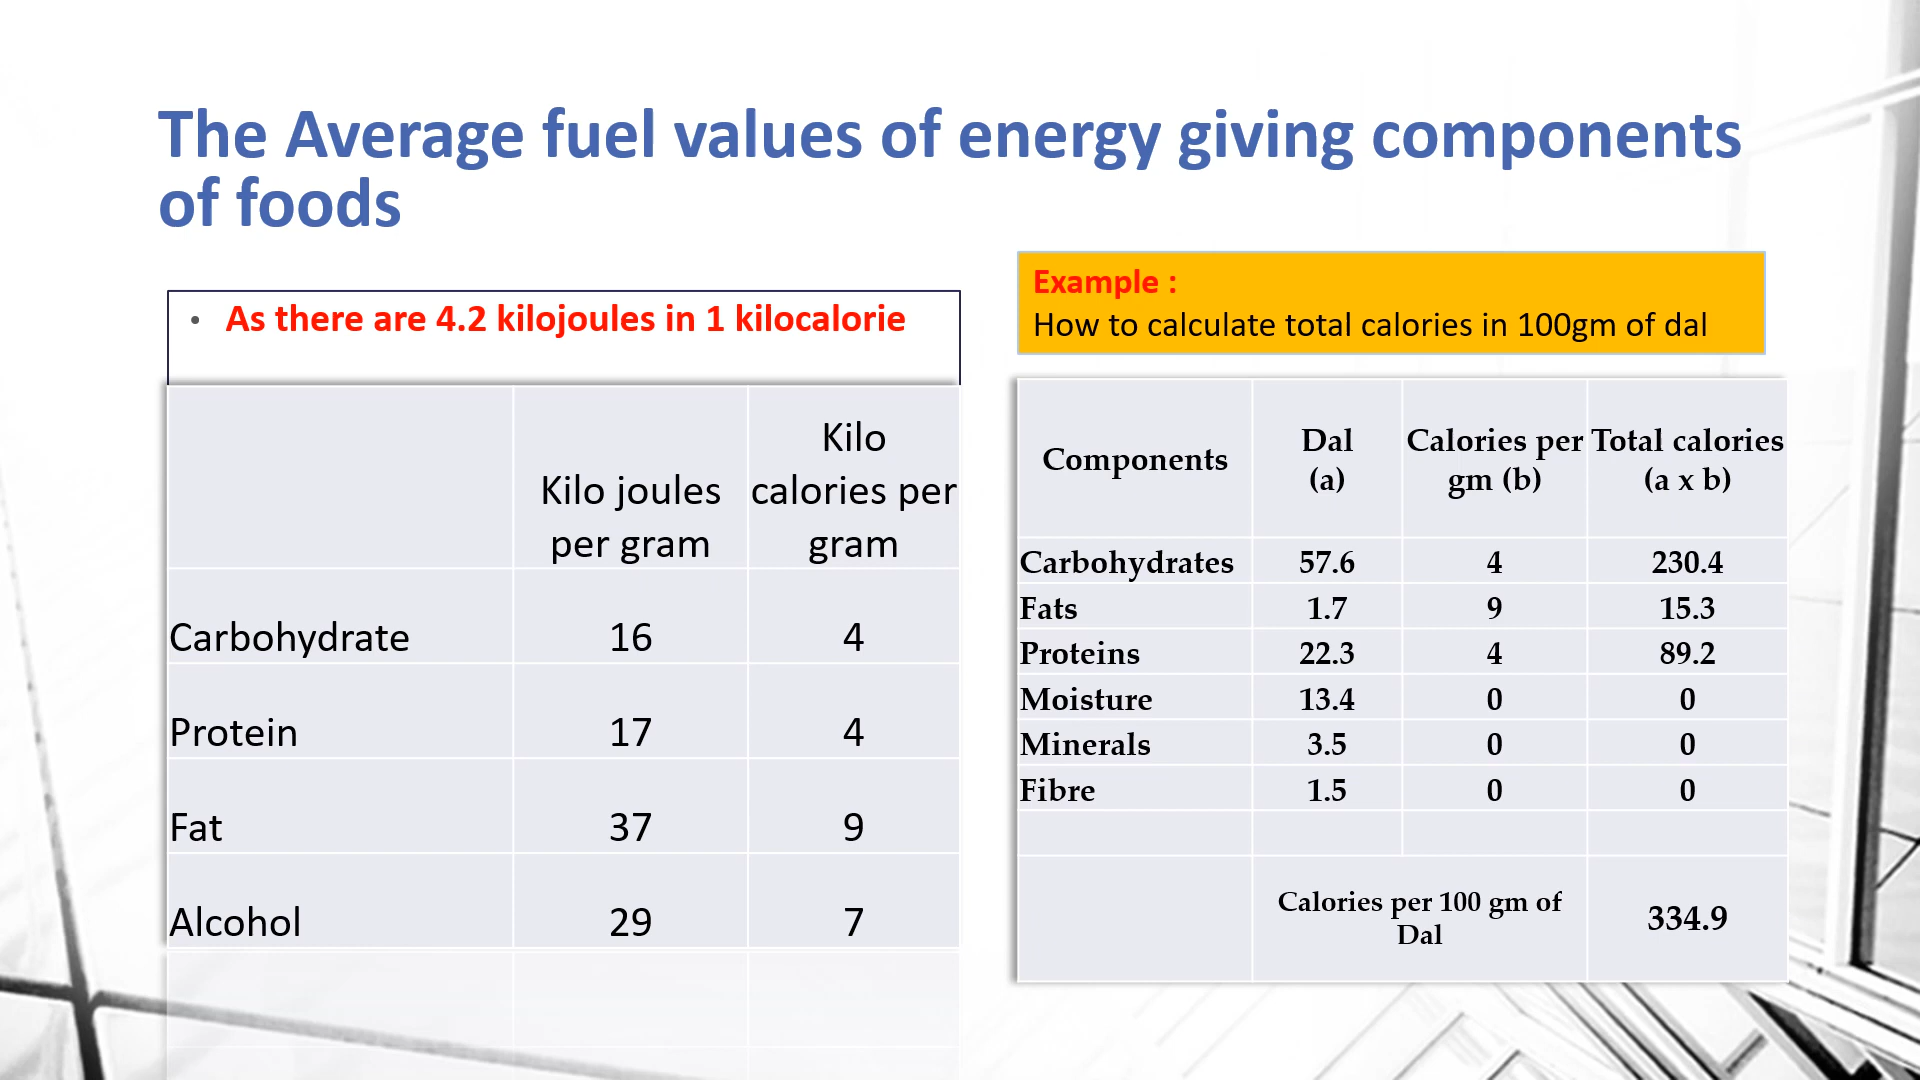 The Average fuel values of energy giving components
of foods
• As there are 4.2 kilojoules in 1 kilocalorie
Kilo joules per gram Kilo calories per gram
Carbohydrate 16 4
Protein 17 4
Fat 37 9
Alcohol 29 7
Example :
How to calculate total calories in 100gm of dal
Components Dal (a) Calories per gm (b) Total calories (a x b)
Carbohydrates 57.6 4 230.4
Fats 1.7 9 15.3
Proteins 22.3 4 89.2
Moisture 13.4 0 0
Minerals 3.5 0 0
Fibre 1.5 0 0
Calories per 100 gm of Dal 334.9